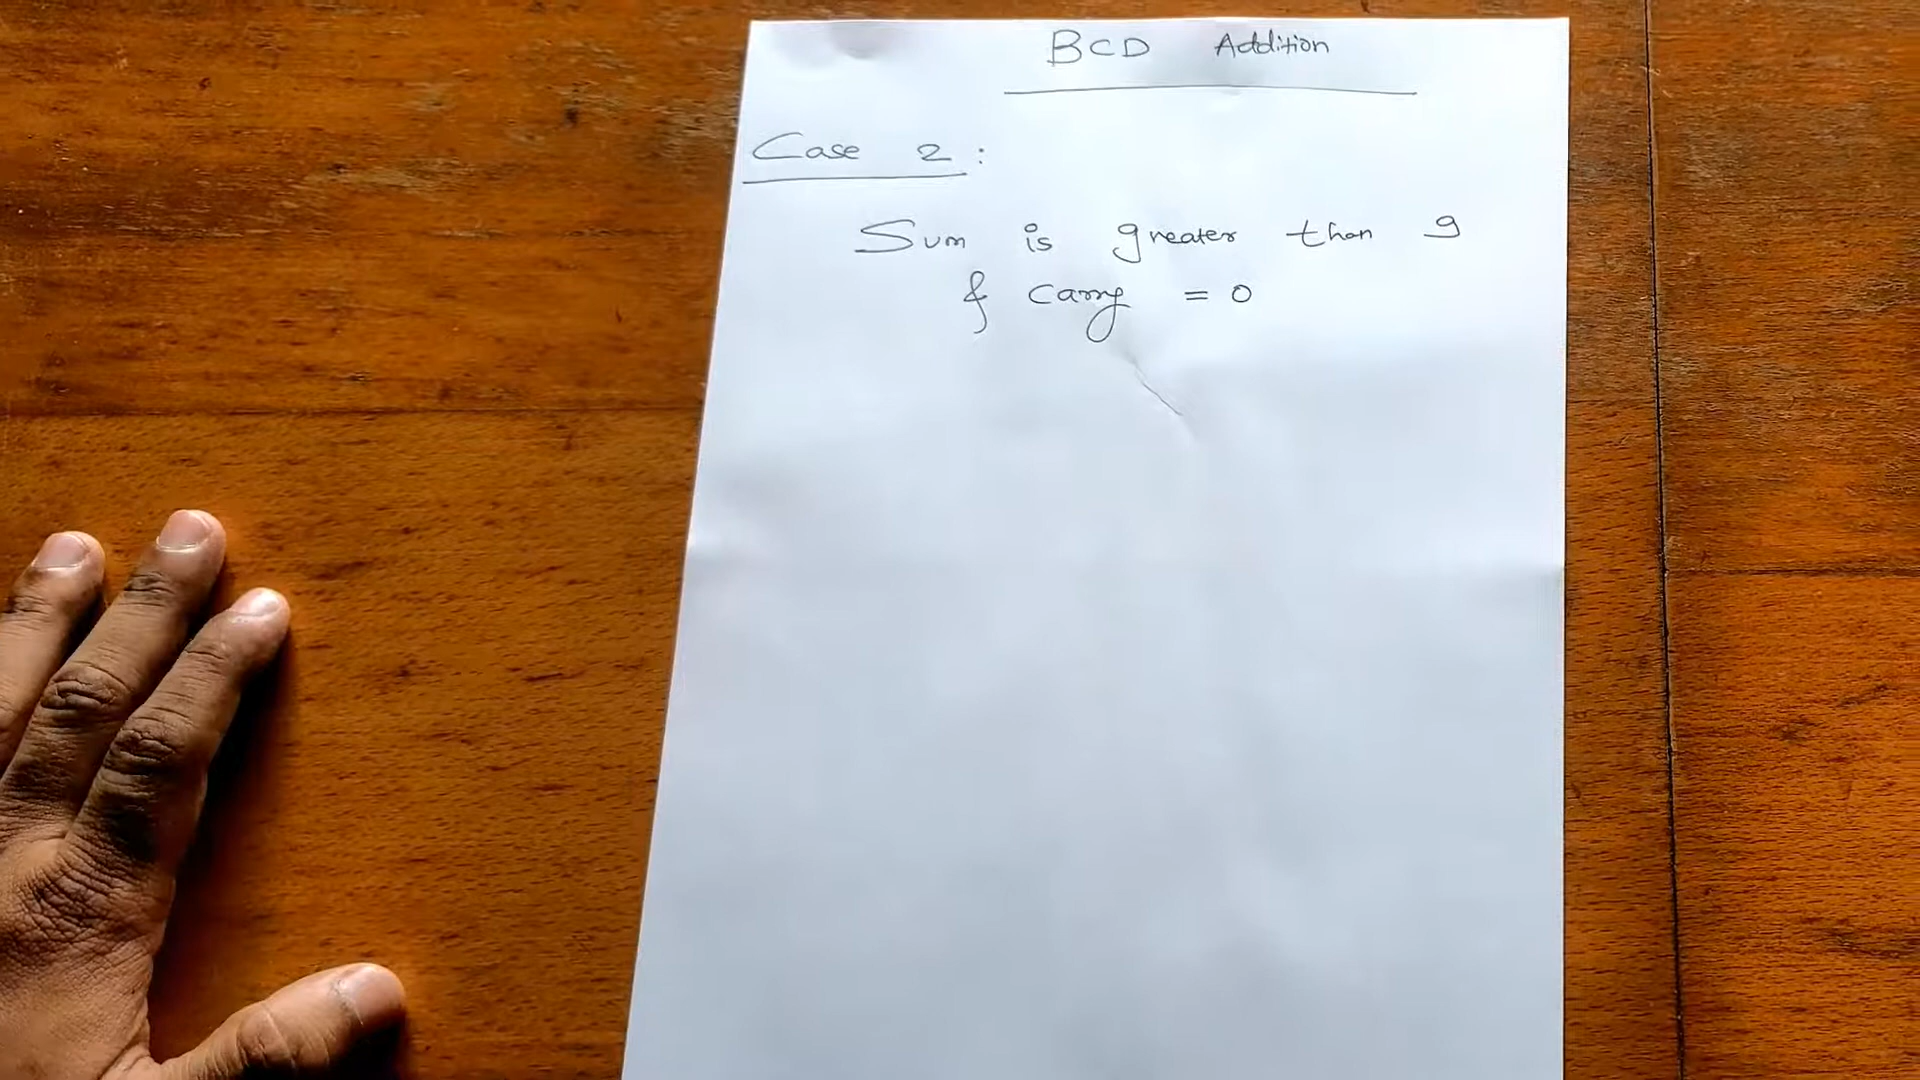 BCD Addition
Case 2 :
Sum is greater than 9
& Carry = 0